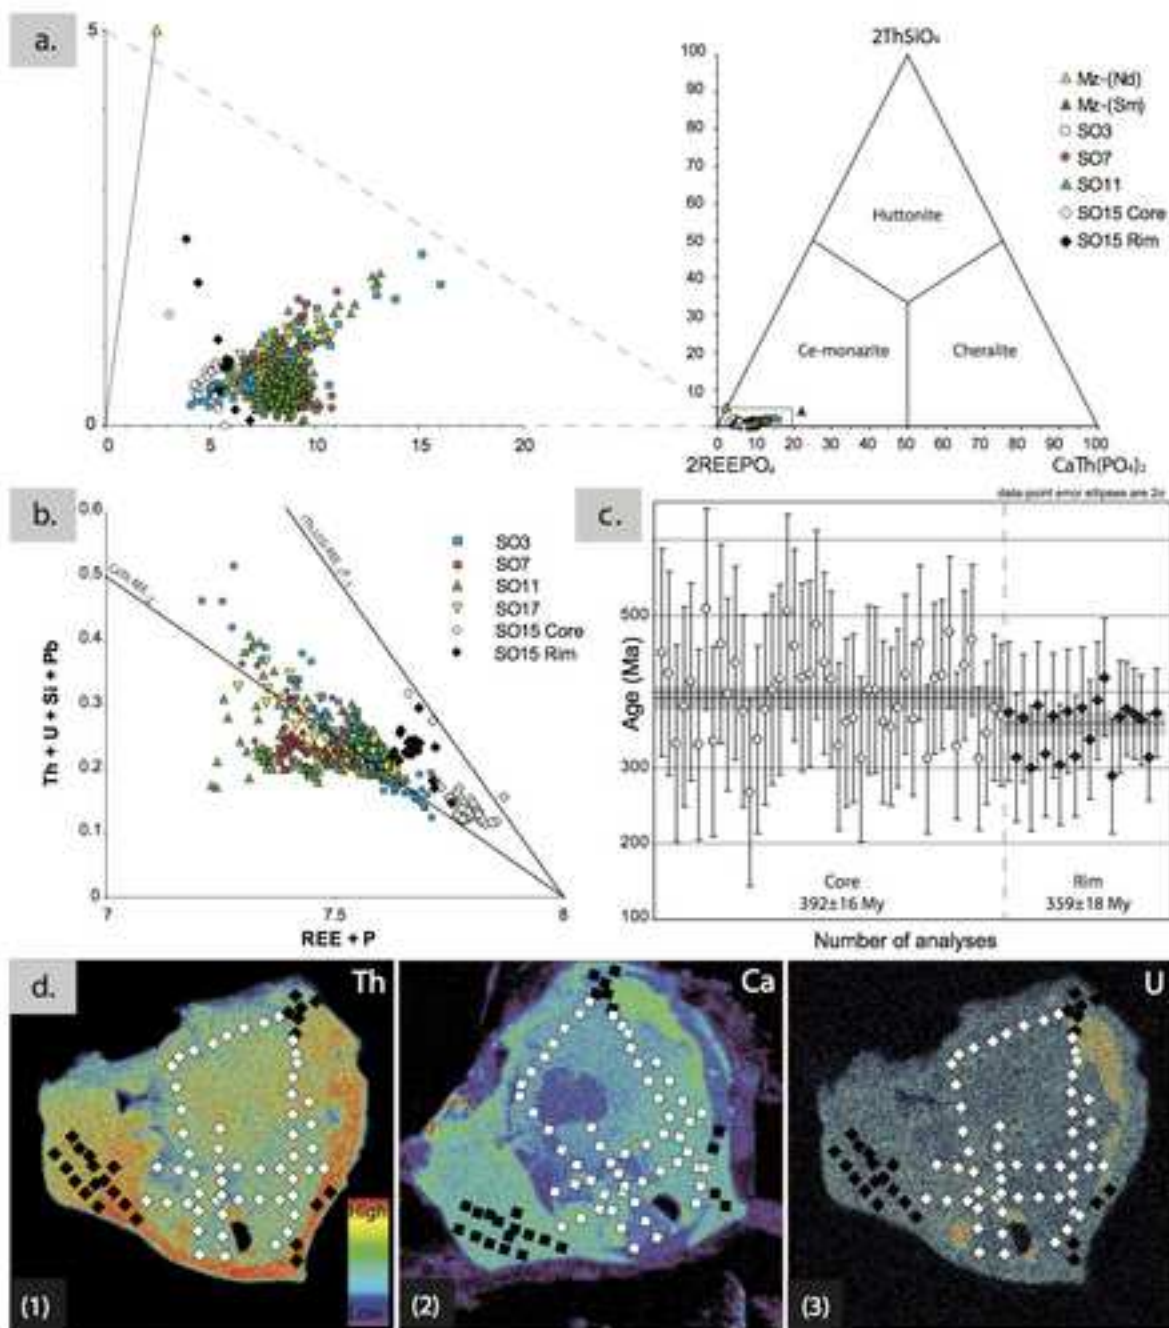 a.
5
0
0
5
10
15
20
2ThSiO₄
100
90
80
70
60
50
40
30
20
10
0
Huttonite
Ce-monazite
Cheralite
0 10 20 30 40 50 60 70 80 90 100
2REEPO₄
CaTh(PO₄)₂
Mz-(Nd)
Mz-(Sm)
SO3
SO7
SO11
SO15 Core
SO15 Rim
b.
0.6
0.5
0.4
0.3
0.2
0.1
0
7
7.5
8
Th + U + Si + Pb
REE + P
SO3
SO7
SO11
SO17
SO15 Core
SO15 Rim
c.
data-point error ellipses are 2σ
Age (Ma)
500
300
200
100
Core
392±16 My
Rim
359±18 My
Number of analyses
d.
Th
Ca
U
High
Low
(1)
(2)
(3)